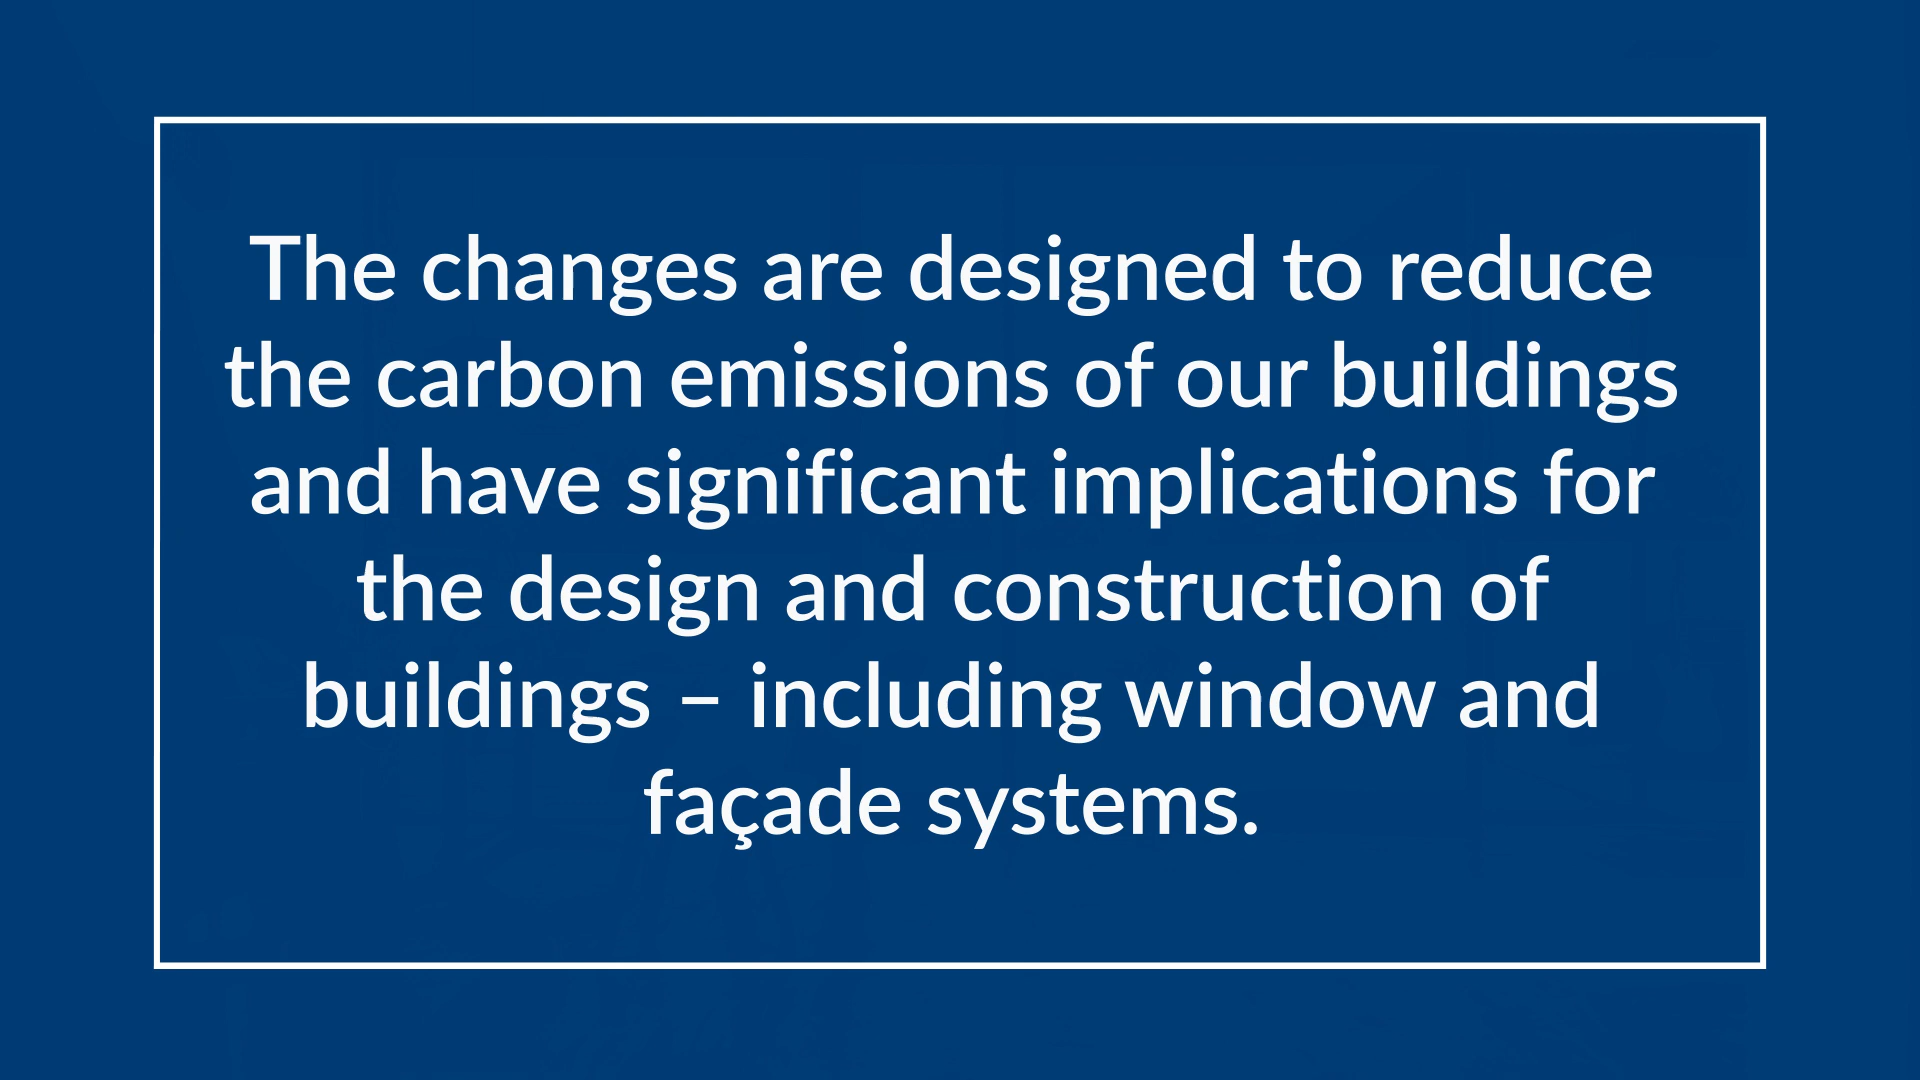 The changes are designed to reduce
the carbon emissions of our buildings
and have significant implications for
the design and construction of
buildings – including window and
façade systems.